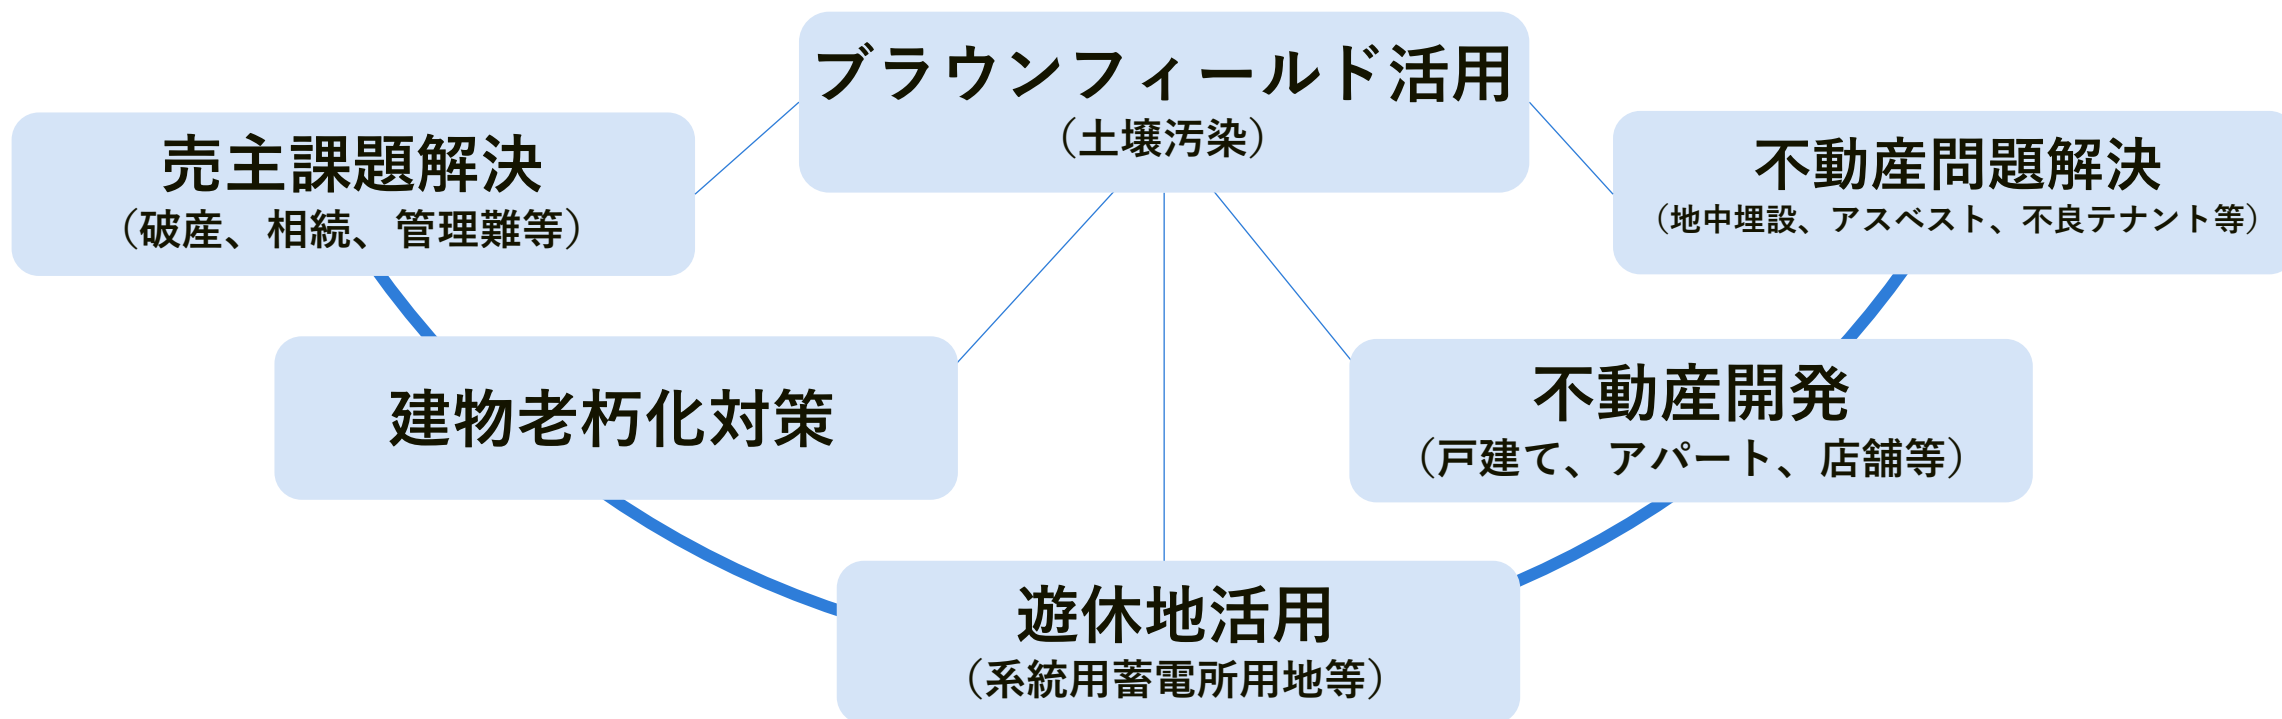 ブラウンフィールド活用
（土壌汚染）
売主課題解決
（破産、相続、管理難等）
不動産問題解決
（地中埋設、アスベスト、不良テナント等）
建物老朽化対策
不動産開発
（戸建て、アパート、店舗等）
遊休地活用
（系統用蓄電所用地等）